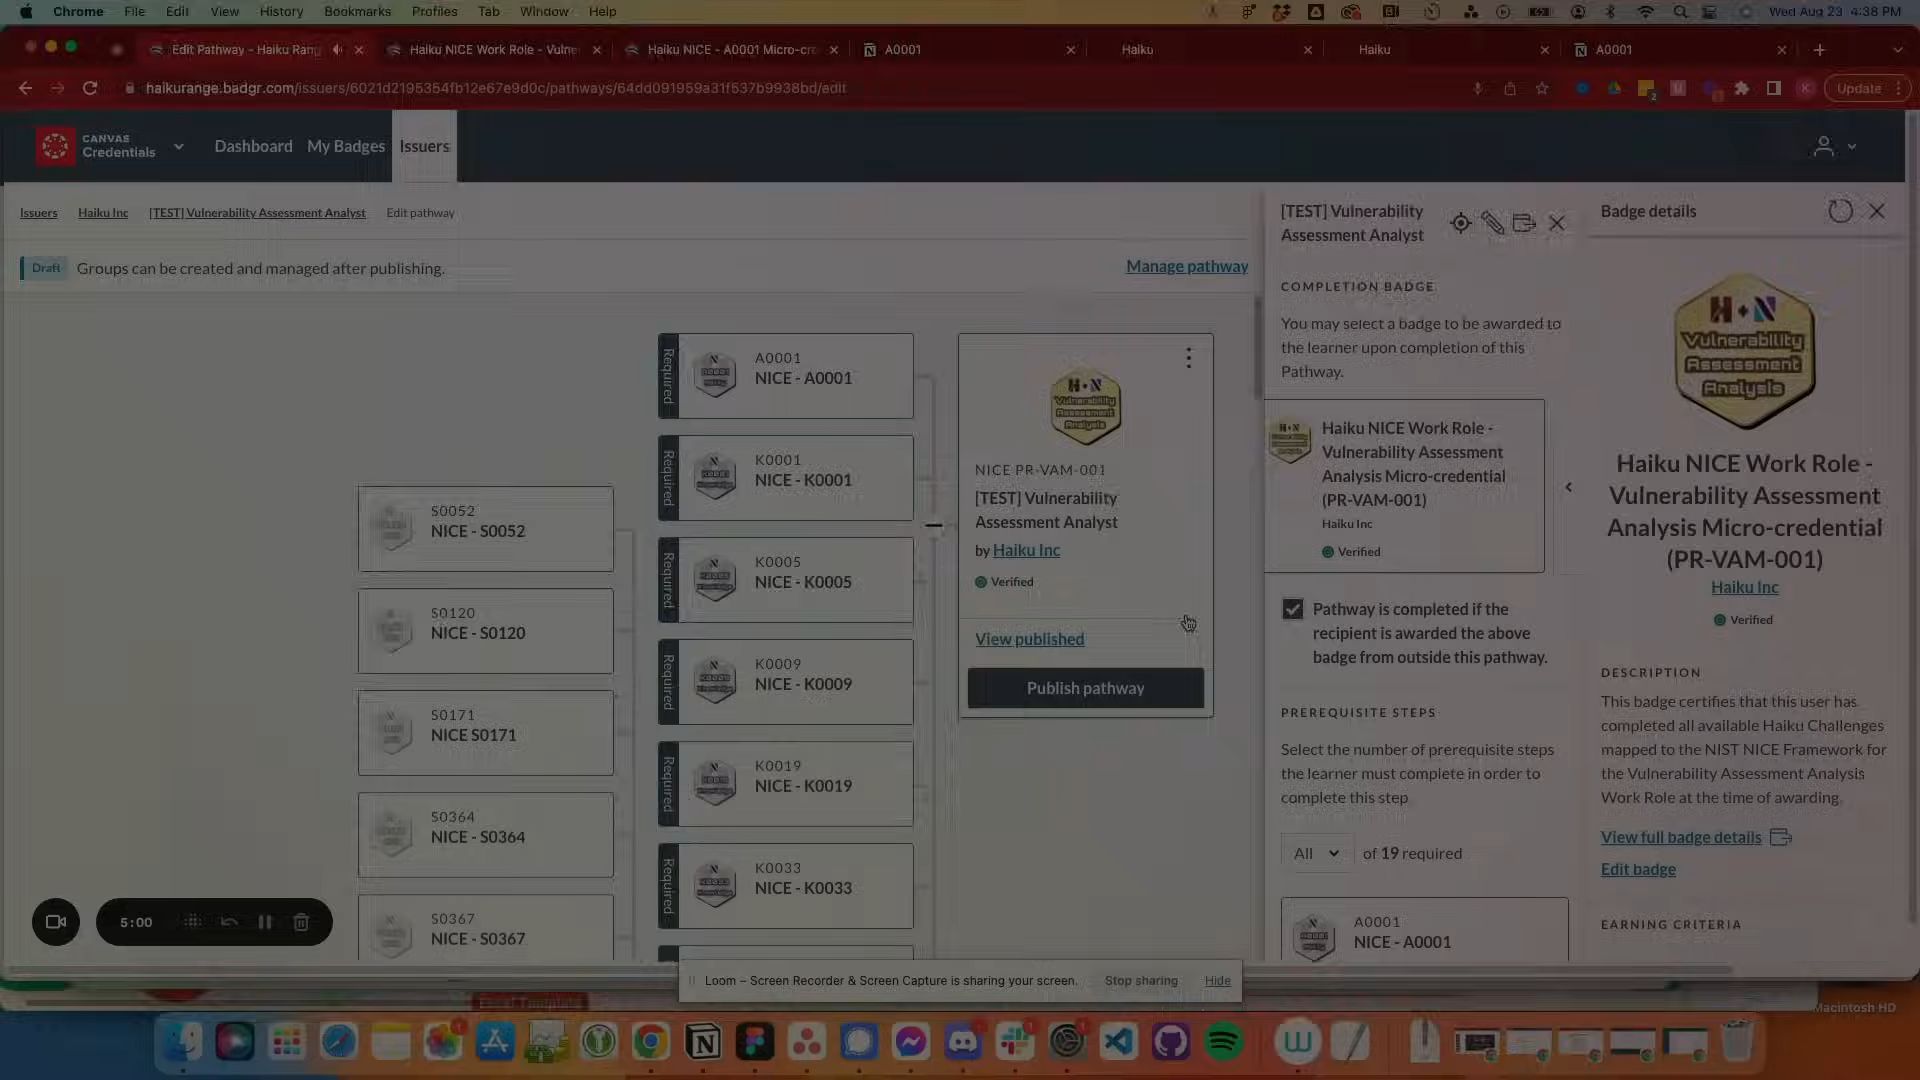 Chrome File Edit View History Bookmarks Profiles Tab Window Help
Wed Aug 23 4:38 PM
Edit Pathway - Haiku Rang
Haiku NICE Work Role - Vulne
Haiku NICE - A0001 Micro-cre
A0001
Haiku
Haiku
A0001
haikurange.badgr.com/issuers/6021d2195354fb12e67e9d0c/pathways/64dd091959a31f537b9938bd/edit
K
Update
CANVAS
Credentials
Dashboard
My Badges
Issuers
Issuers
Haiku Inc
[TEST] Vulnerability Assessment Analyst
Edit pathway
Draft
Groups can be created and managed after publishing.
Manage pathway
S0052
NICE - S0052
S0120
NICE - S0120
S0171
NICE S0171
S0364
NICE - S0364
S0367
NICE - S0367
Required
A0001
NICE - A0001
Required
K0001
NICE - K0001
Required
K0005
NICE - K0005
Required
K0009
NICE - K0009
Required
K0019
NICE - K0019
Required
K0033
NICE - K0033
H+N
Vulnerability
Assessment
Analysis
NICE PR-VAM-001
[TEST] Vulnerability
Assessment Analyst
by Haiku Inc
Verified
View published
Publish pathway
[TEST] Vulnerability
Assessment Analyst
COMPLETION BADGE
You may select a badge to be awarded to
the learner upon completion of this
Pathway.
Haiku NICE Work Role -
Vulnerability Assessment
Analysis Micro-credential
(PR-VAM-001)
Haiku Inc
Verified
Pathway is completed if the
recipient is awarded the above
badge from outside this pathway.
PREREQUISITE STEPS
Select the number of prerequisite steps
the learner must complete in order to
complete this step
All
of 19 required
A0001
NICE - A0001
Badge details
H+N
Vulnerability
Assessment
Analysis
Haiku NICE Work Role -
Vulnerability Assessment
Analysis Micro-credential
(PR-VAM-001)
Haiku Inc
Verified
DESCRIPTION
This badge certifies that this user has
completed all available Haiku Challenges
mapped to the NIST NICE Framework for
the Vulnerability Assessment Analysis
Work Role at the time of awarding.
View full badge details
Edit badge
EARNING CRITERIA
5:00
Loom – Screen Recorder & Screen Capture is sharing your screen.
Stop sharing
Hide
Excel Template
Macintosh HD